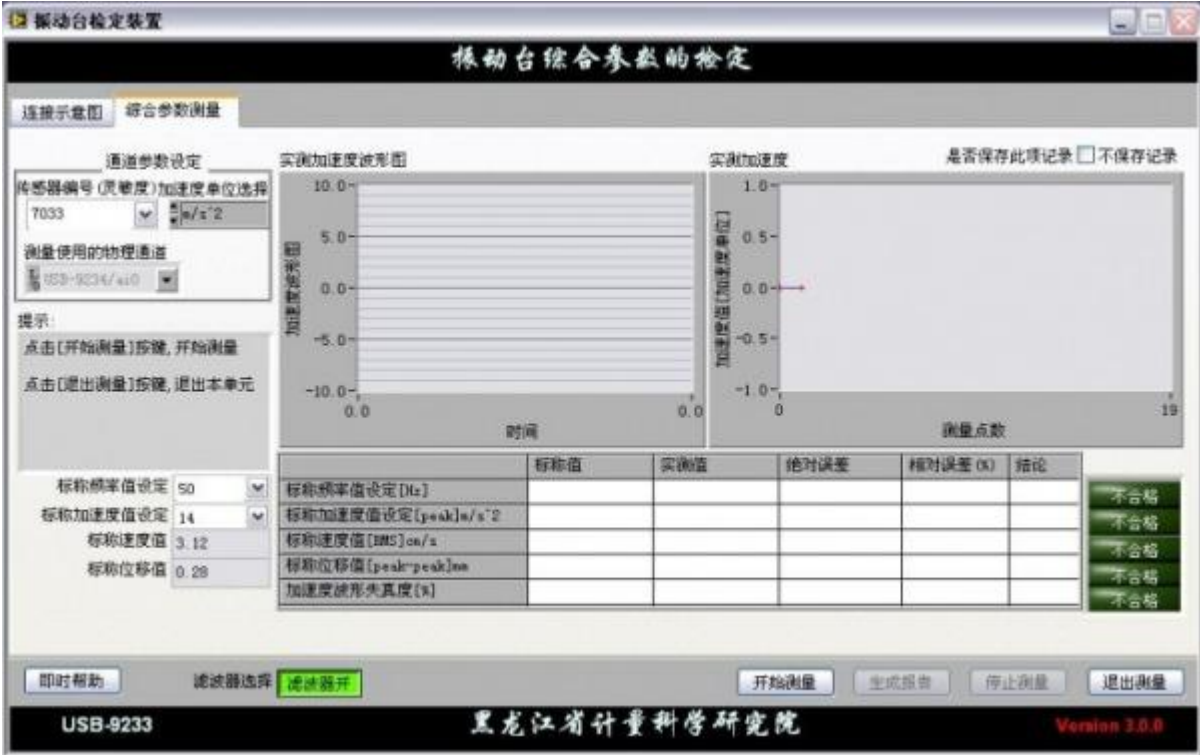 振动台检定装置
振动台综合参数的检定
连接示意图 综合参数测量
通道参数设定
传感器编号(灵敏度)加速度单位选择
7033 m/s^2
测量使用的物理通道
USB-9234/ai0
提示:
点击[开始测量]按键,开始测量
点击[退出测量]按键,退出本单元
实测加速度波形图
加速度波形图
10.0
5.0
0.0
-5.0
-10.0
0.0 0.0
时间
实测加速度
是否保存此项记录 不保存记录
加速度值[加速度单位]
1.0
0.5
0.0
-0.5
-1.0
0 19
测量点数
标称频率值设定 50
标称加速度值设定 14
标称速度值 3.12
标称位移值 0.28
标称值 实测值 绝对误差 相对误差(%) 结论
标称频率值设定[Hz]
标称加速度值设定[peak]m/s^2
标称速度值[RMS]cm/s
标称位移值[peak-peak]mm
加速度波形失真度[%]
不合格
不合格
不合格
不合格
不合格
即时帮助 滤波器选择 滤波器开 开始测量 生成报告 停止测量 退出测量
USB-9233 黑龙江省计量科学研究院 Version 3.0.0